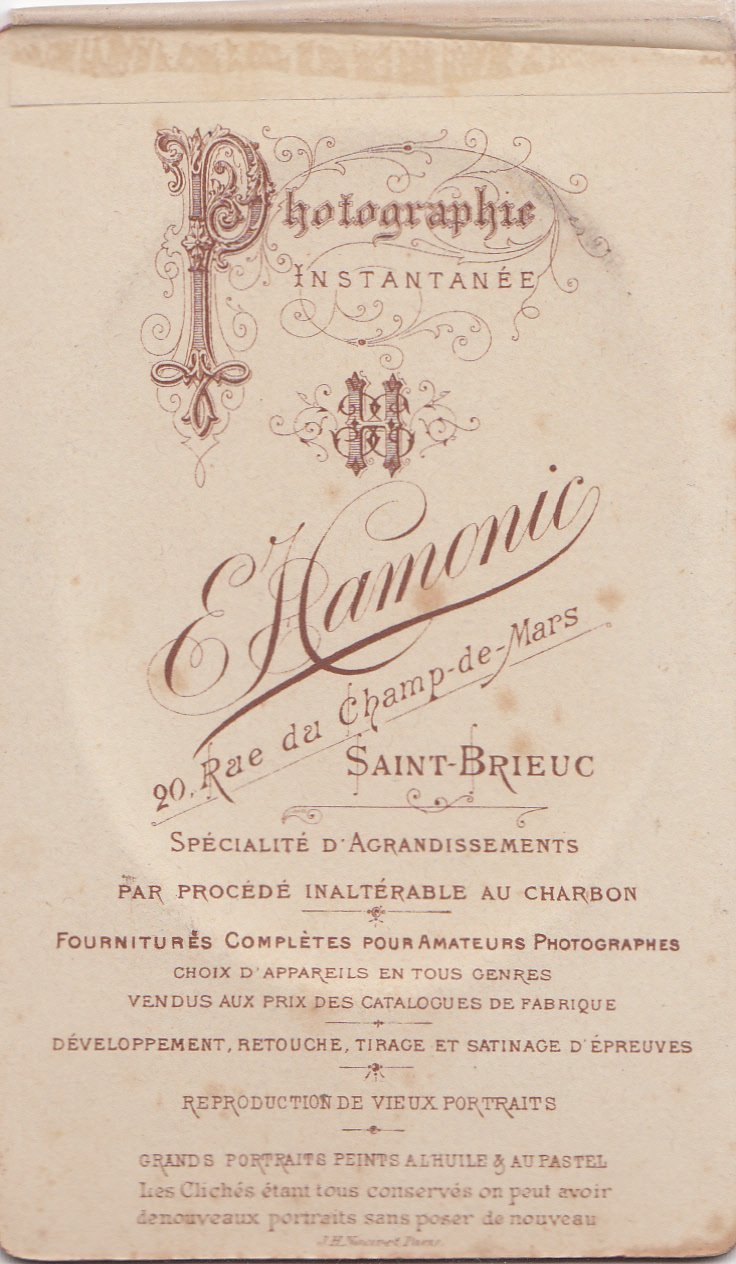 Photographie
INSTANTANÉE
H
E Hamonic
20, Rue du Champ-de-Mars
SAINT-BRIEUC
SPÉCIALITÉ D'AGRANDISSEMENTS
PAR PROCÉDÉ INALTÉRABLE AU CHARBON
FOURNITURES COMPLÈTES POUR AMATEURS PHOTOGRAPHES
CHOIX D'APPAREILS EN TOUS GENRES
VENDUS AUX PRIX DES CATALOGUES DE FABRIQUE
DÉVELOPPEMENT, RETOUCHE, TIRAGE ET SATINAGE D'ÉPREUVES
REPRODUCTION DE VIEUX PORTRAITS
GRANDS PORTRAITS PEINTS A L'HUILE & AU PASTEL
Les Clichés étant tous conservés on peut avoir
de nouveaux portraits sans poser de nouveau
J.H. Paris.